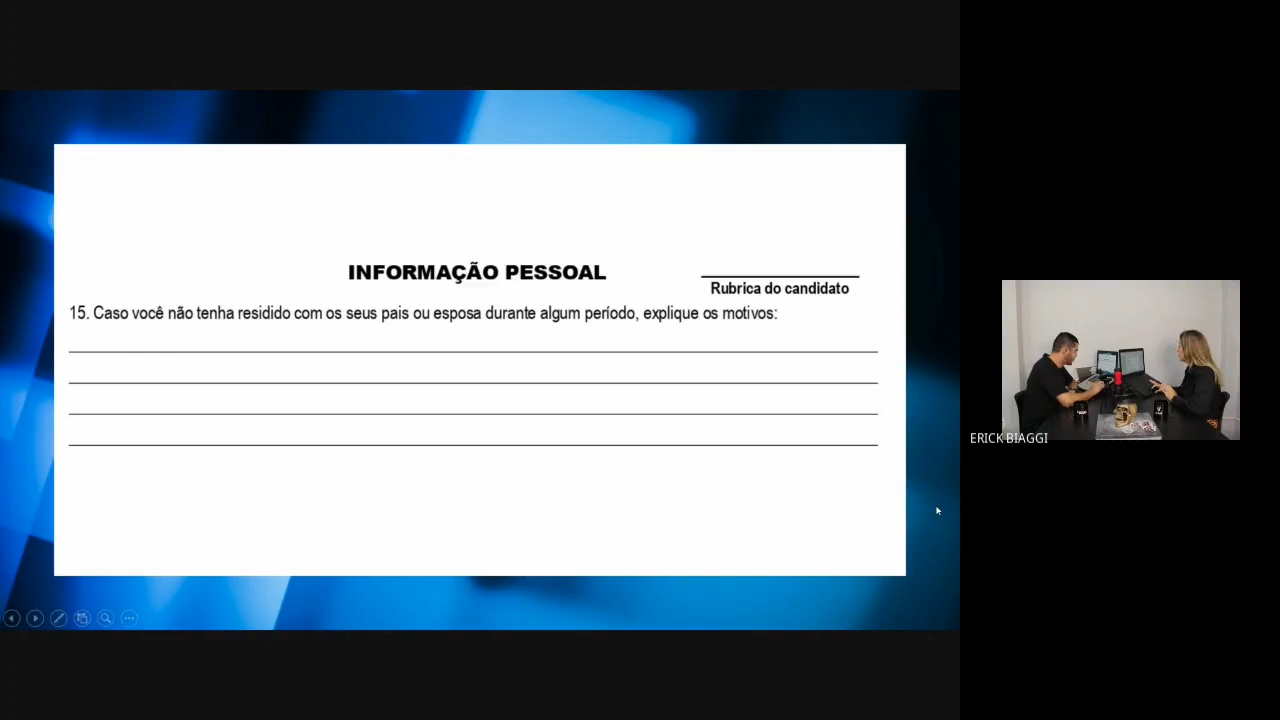 INFORMAÇÃO PESSOAL
Rubrica do candidato
15. Caso você não tenha residido com os seus pais ou esposa durante algum período, explique os motivos:
ERICK BIAGGI